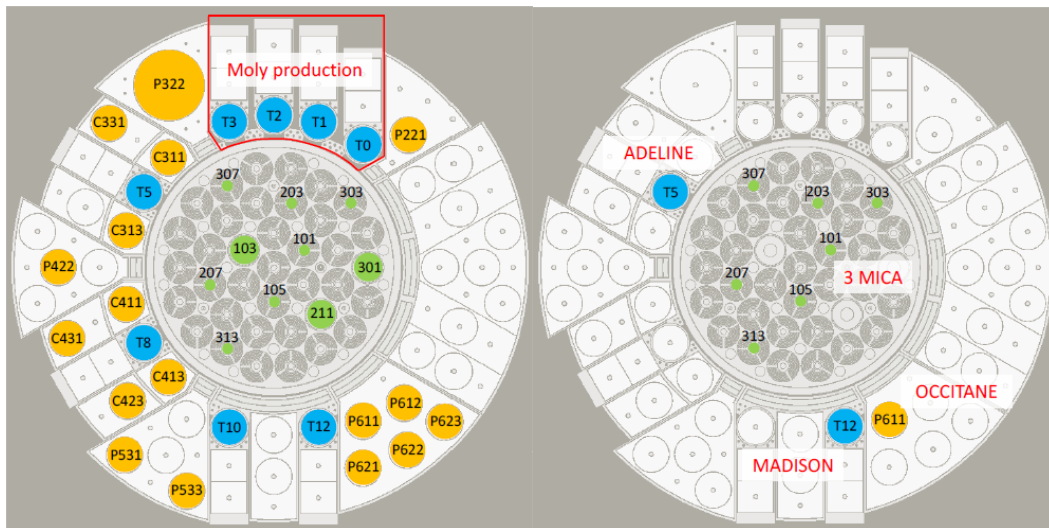 P322
Moly production
C331
T3
T2
T1
T0
P221
C311
T5
307
203
303
C313
101
103
P422
301
207
C411
105
211
C431
T8
313
C413
C423
P612
P611
P623
T10
T12
P531
P622
P621
P533
ADELINE
T5
307
203
303
101
207
3 MICA
105
313
OCCITANE
P611
T12
MADISON